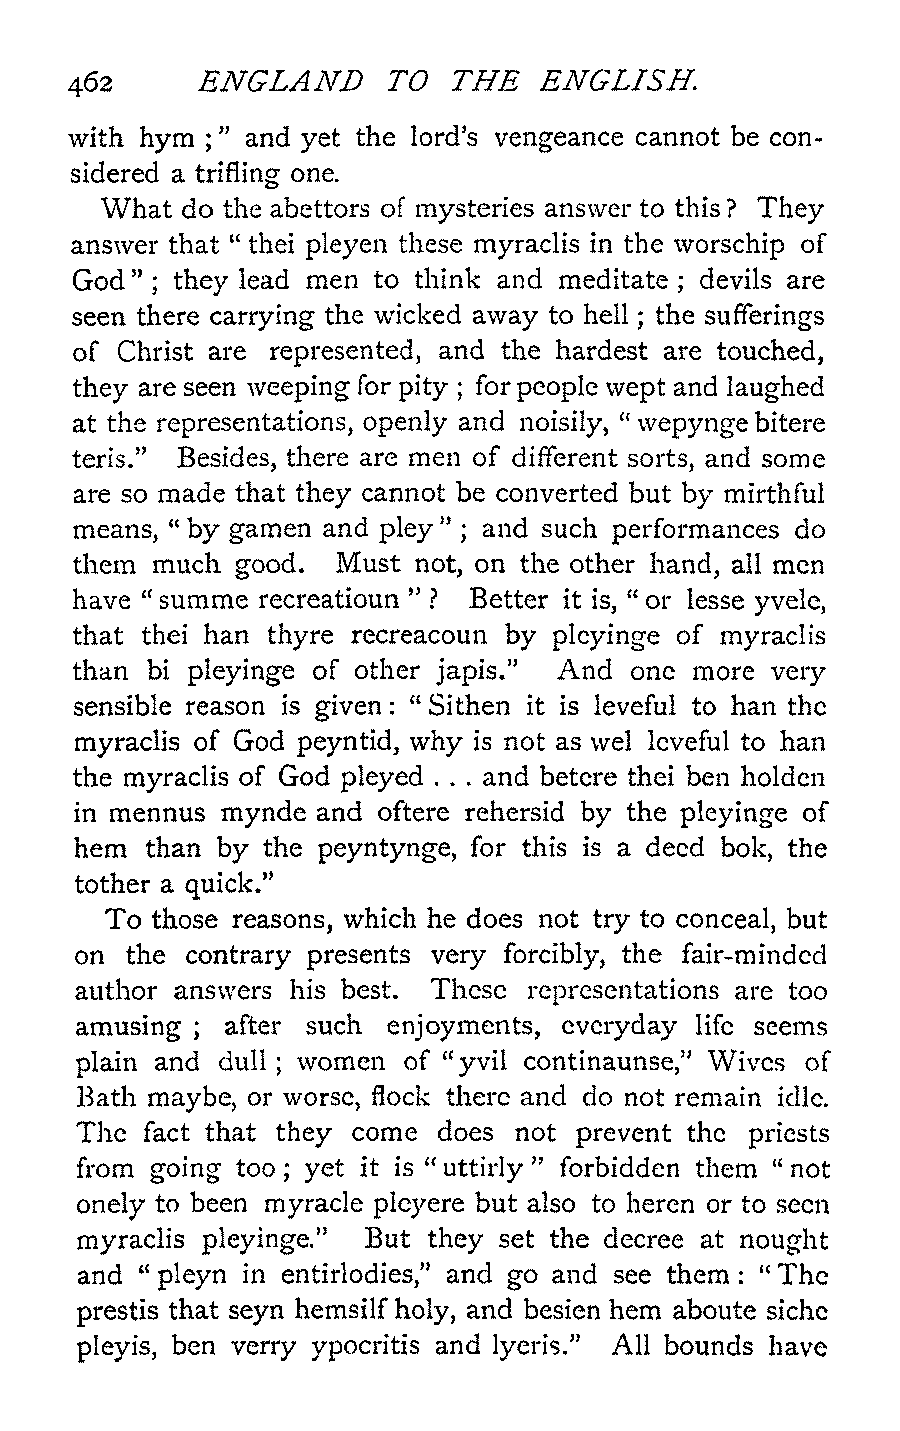 462 ENGLAND TO THE ENGLISH.
with hym ;" and yet the lord's vengeance cannot be con-
sidered a trifling one.
What do the abettors of mysteries answer to this? They
answer that "thei pleyen these myraclis in the worschip of
God"; they lead men to think and meditate; devils are
seen there carrying the wicked away to hell; the sufferings
of Christ are represented, and the hardest are touched,
they are seen weeping for pity; for people wept and laughed
at the representations, openly and noisily, "wepynge bitere
teris." Besides, there are men of different sorts, and some
are so made that they cannot be converted but by mirthful
means, "by gamen and pley"; and such performances do
them much good. Must not, on the other hand, all men
have "summe recreatioun"? Better it is, "or lesse yvele,
that thei han thyre recreacoun by pleyinge of myraclis
than bi pleyinge of other japis." And one more very
sensible reason is given: "Sithen it is leveful to han the
myraclis of God peyntid, why is not as wel leveful to han
the myraclis of God pleyed . . . and betere thei ben holden
in mennus mynde and oftere rehersid by the pleyinge of
hem than by the peyntynge, for this is a deed bok, the
tother a quick."
To those reasons, which he does not try to conceal, but
on the contrary presents very forcibly, the fair-minded
author answers his best. These representations are too
amusing; after such enjoyments, everyday life seems
plain and dull; women of "yvil continaunse," Wives of
Bath maybe, or worse, flock there and do not remain idle.
The fact that they come does not prevent the priests
from going too; yet it is "uttirly" forbidden them "not
onely to been myracle pleyere but also to heren or to seen
myraclis pleyinge." But they set the decree at nought
and "pleyn in entirlodies," and go and see them: "The
prestis that seyn hemsilf holy, and besien hem aboute siche
pleyis, ben verry ypocritis and lyeris." All bounds have